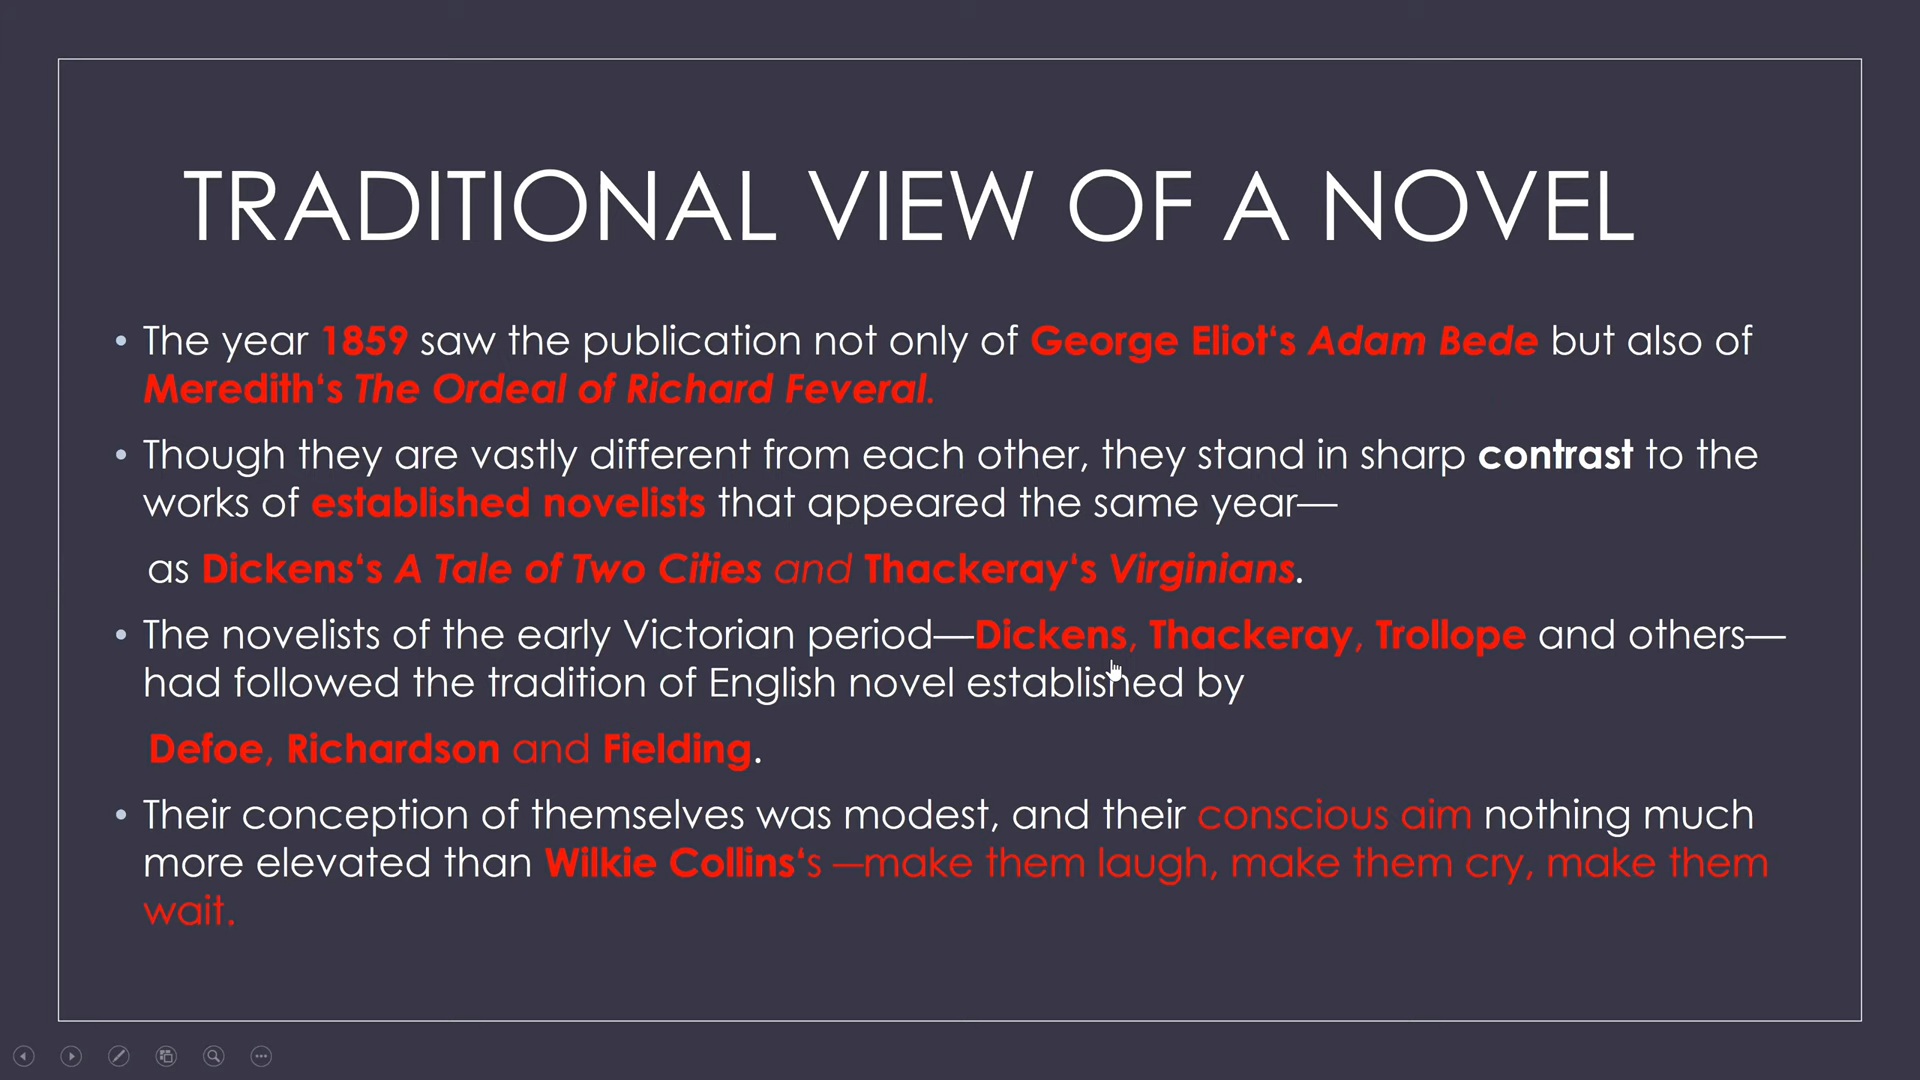 TRADITIONAL VIEW OF A NOVEL
• The year 1859 saw the publication not only of George Eliot‘s Adam Bede but also of
Meredith‘s The Ordeal of Richard Feveral.
• Though they are vastly different from each other, they stand in sharp contrast to the
works of established novelists that appeared the same year—
as Dickens‘s A Tale of Two Cities and Thackeray‘s Virginians.
• The novelists of the early Victorian period—Dickens, Thackeray, Trollope and others—
had followed the tradition of English novel established by
Defoe, Richardson and Fielding.
• Their conception of themselves was modest, and their conscious aim nothing much
more elevated than Wilkie Collins‘s —make them laugh, make them cry, make them
wait.